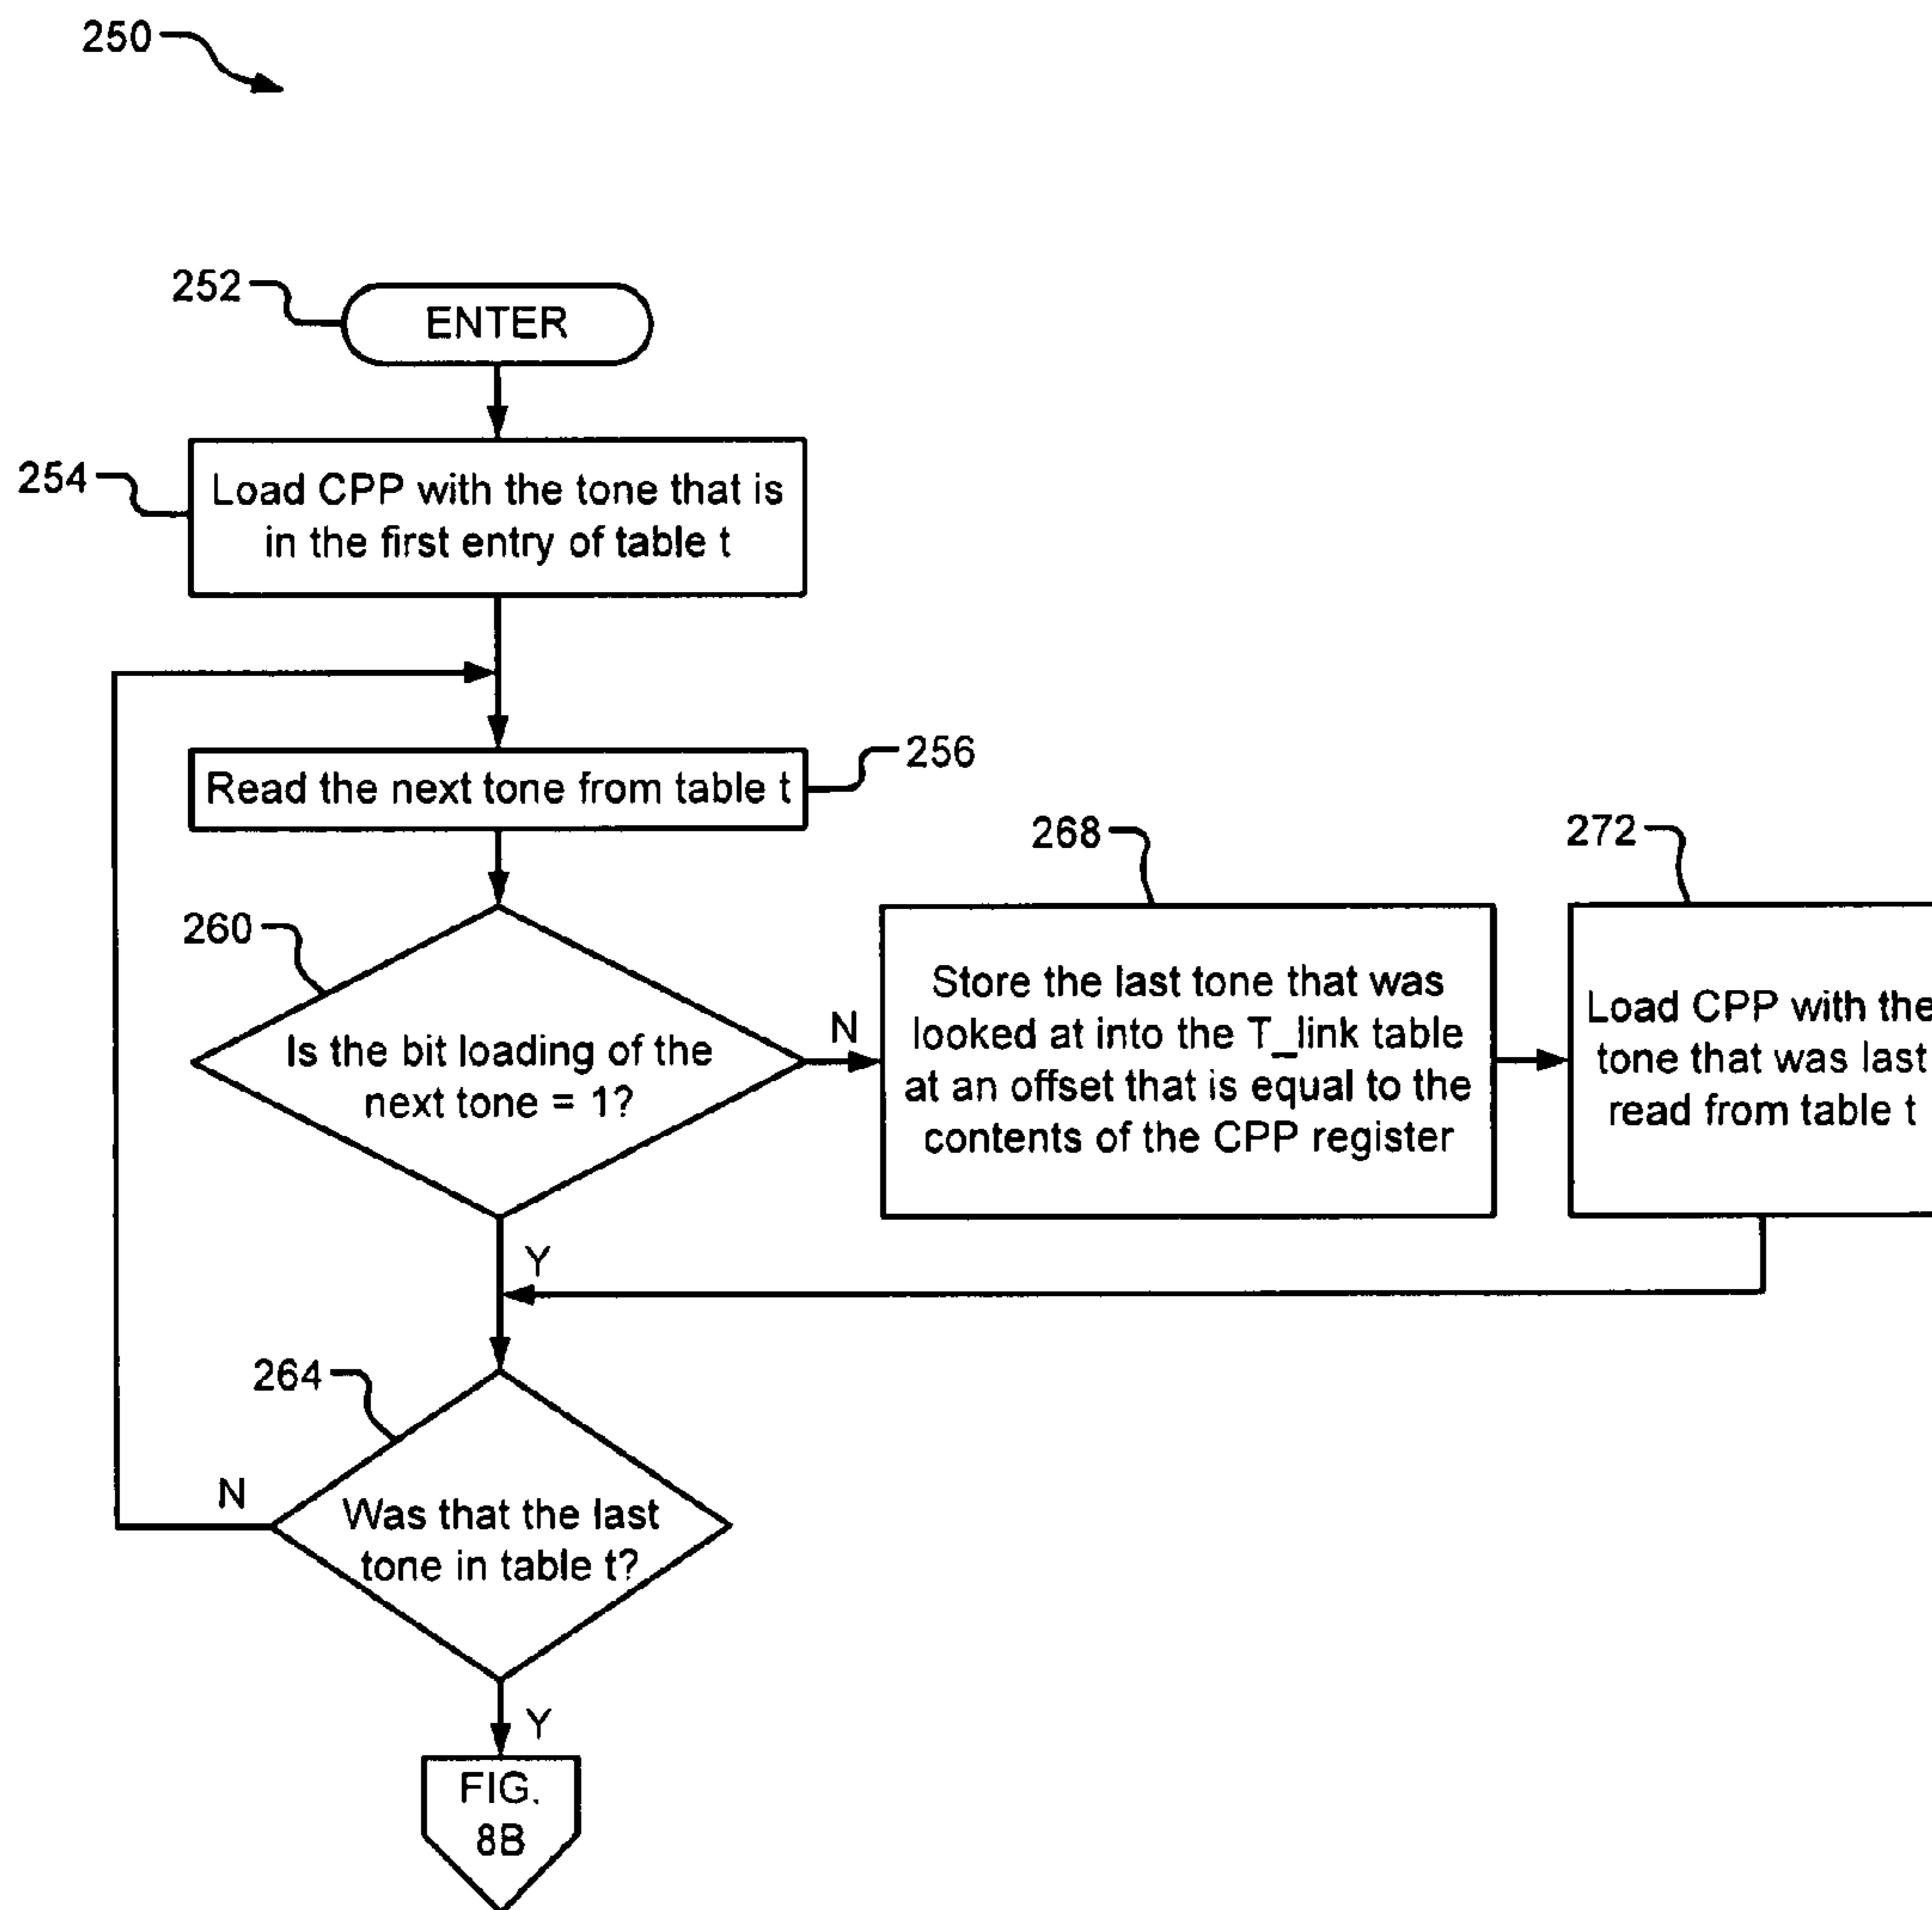 250
252
ENTER
254
Load CPP with the tone that is
in the first entry of table t
Read the next tone from table t
256
260
Is the bit loading of the
next tone = 1?
N
268
Store the last tone that was
looked at into the T_link table
at an offset that is equal to the
contents of the CPP register
272
Load CPP with the
tone that was last
read from table t
Y
264
Was that the last
tone in table t?
N
Y
FIG.
8B